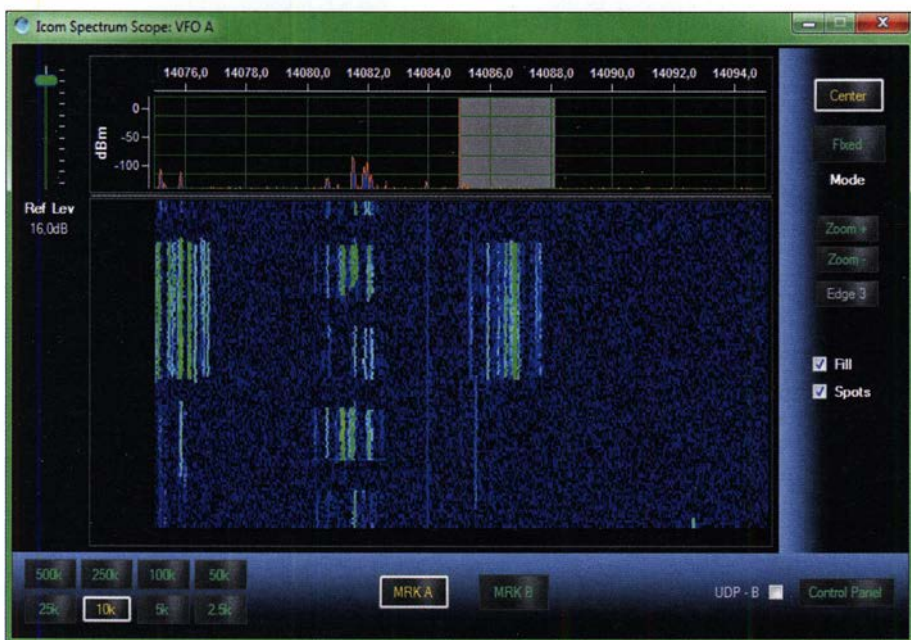 Icom Spectrum Scope: VFO A
14076,0 14078,0 14080,0 14082,0 14084,0 14086,0 14088,0 14090,0 14092,0 14094,0
0
-50
-100
dBm
Ref Lev
16,0dB
Center
Fixed
Mode
Zoom +
Zoom -
Edge 3
Fill
Spots
500k 250k 100k 50k
25k 10k 5k 2.5k
MRK A MRK B
UDP - B Control Panel